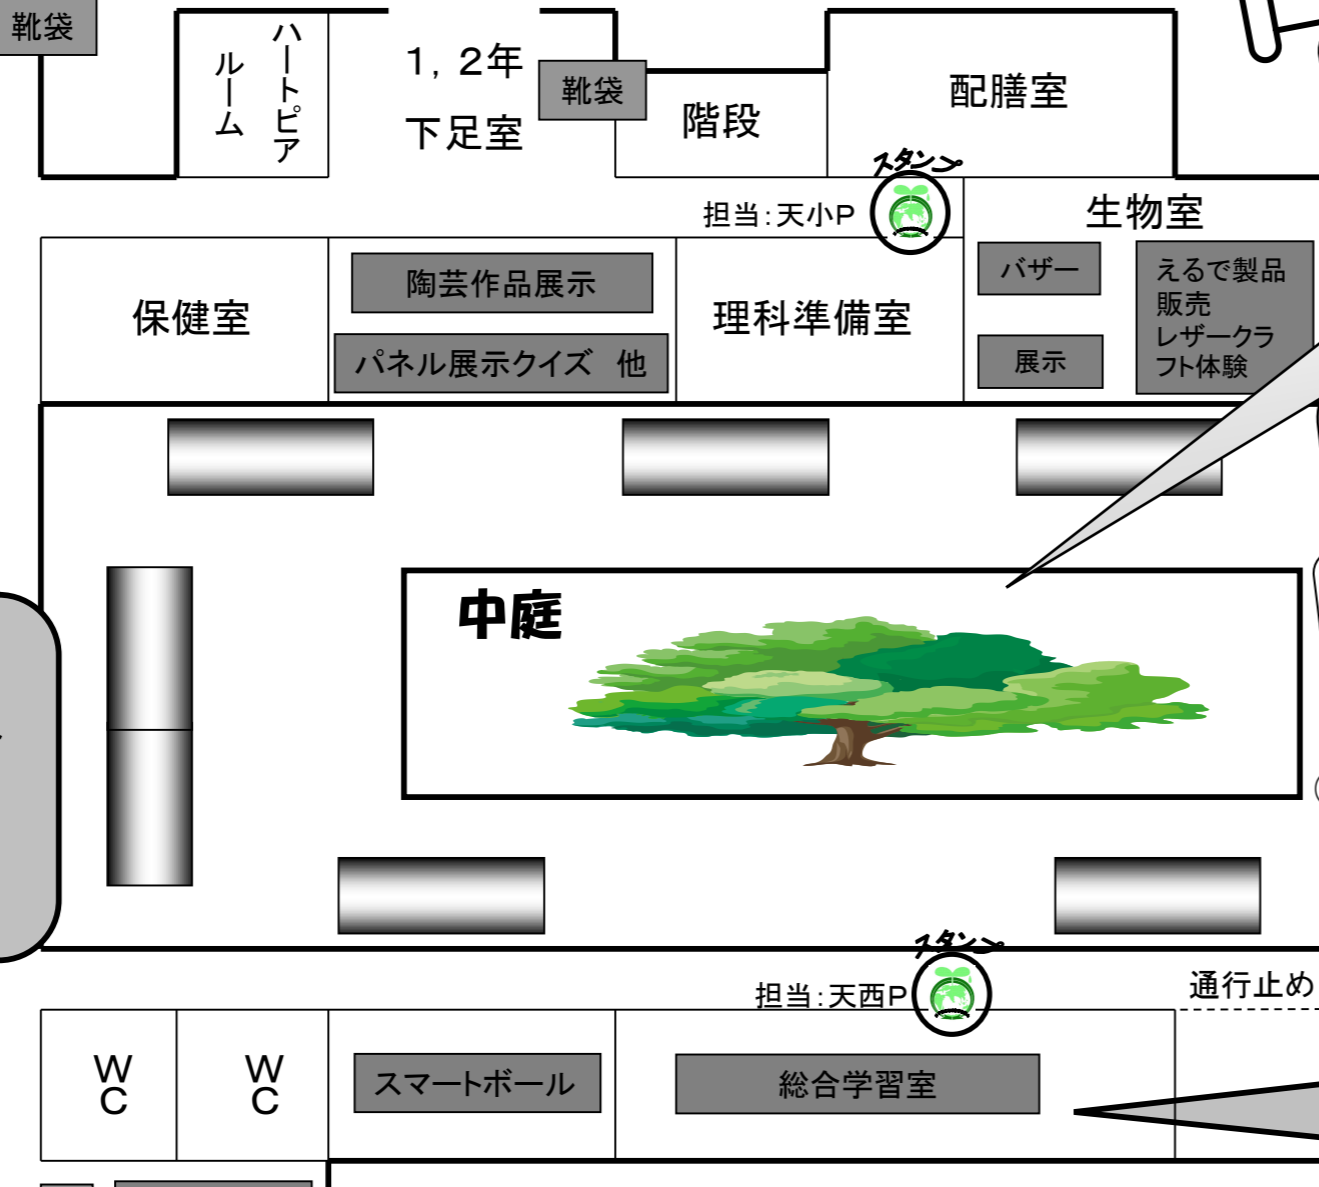 靴袋
ハートピア
ルーム
1，2年
下足室
靴袋
階段
配膳室
スタンプ
担当：天小P
生物室
保健室
陶芸作品展示
パネル展示クイズ　他
理科準備室
バザー
展示
えるで製品
販売
レザークラ
フト体験
中庭
スタンプ
担当：天西P
通行止め
WC
WC
スマートボール
総合学習室